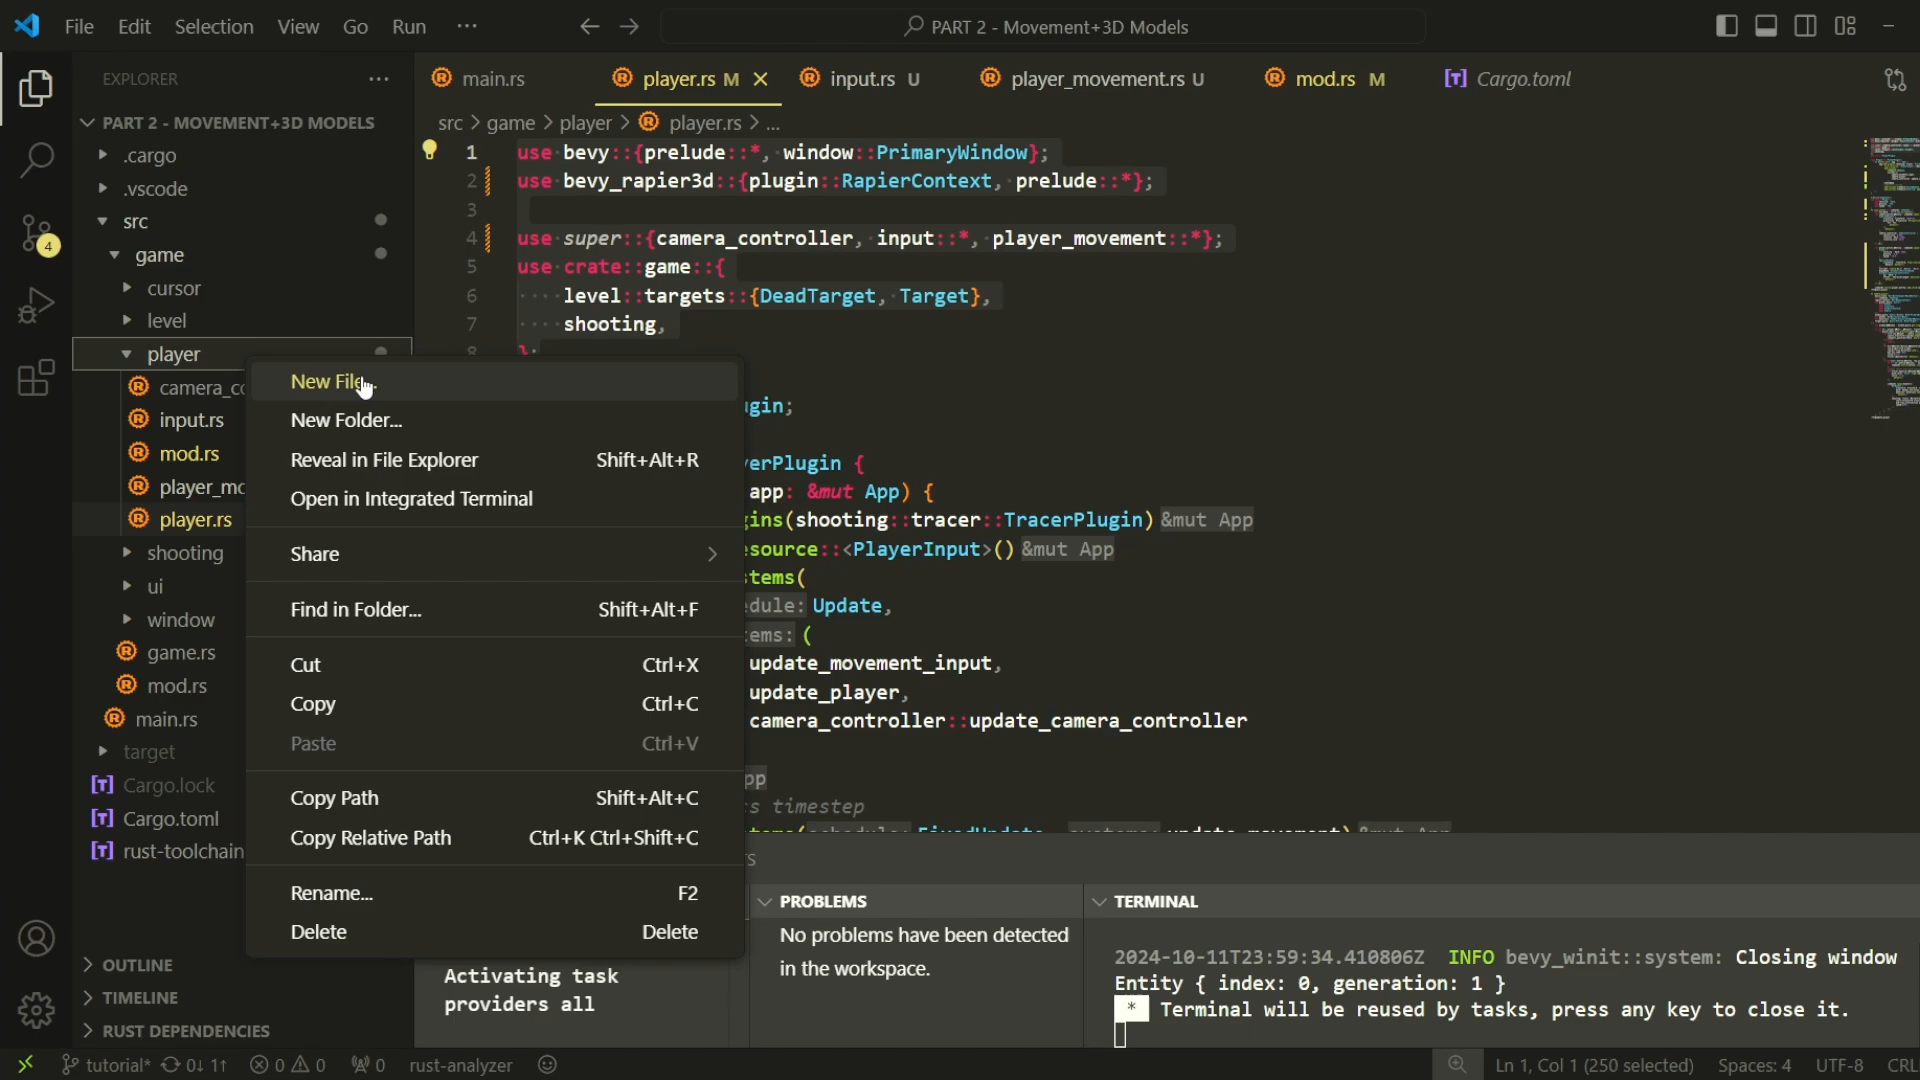 File Edit Selection View Go Run ···
PART 2 - Movement+3D Models
EXPLORER
main.rs
player.rs M
input.rs U
player_movement.rs U
mod.rs M
Cargo.toml
PART 2 - MOVEMENT+3D MODELS
.cargo
.vscode
src
game
cursor
level
player
input.rs
mod.rs
player.rs
shooting
ui
window
game.rs
mod.rs
main.rs
target
Cargo.lock
Cargo.toml
rust-toolchain
OUTLINE
TIMELINE
RUST DEPENDENCIES
4
src > game > player > player.rs > ...
1 use bevy::{prelude::*, window::PrimaryWindow};
2 use bevy_rapier3d::{plugin::RapierContext, prelude::*};
3
4 use super::{camera_controller, input::*, player_movement::*};
5 use crate::game::{
6 level::targets::{DeadTarget, Target},
7 shooting,
8 };
gin;
erPlugin {
app: &mut App) {
gins(shooting::tracer::TracerPlugin) &mut App
source::<PlayerInput>() &mut App
tems(
edule: Update,
ems: (
update_movement_input,
update_player,
camera_controller::update_camera_controller
pp
s timestep
New File...
New Folder...
Reveal in File Explorer Shift+Alt+R
Open in Integrated Terminal
Share
Find in Folder... Shift+Alt+F
Cut Ctrl+X
Copy Ctrl+C
Paste Ctrl+V
Copy Path Shift+Alt+C
Copy Relative Path Ctrl+K Ctrl+Shift+C
Rename... F2
Delete Delete
Activating task
providers all
PROBLEMS
No problems have been detected
in the workspace.
TERMINAL
2024-10-11T23:59:34.410806Z INFO bevy_winit::system: Closing window
Entity { index: 0, generation: 1 }
* Terminal will be reused by tasks, press any key to close it.
tutorial* 0↓ 1↑ 0 0 0 rust-analyzer
Ln 1, Col 1 (250 selected) Spaces: 4 UTF-8 CRL